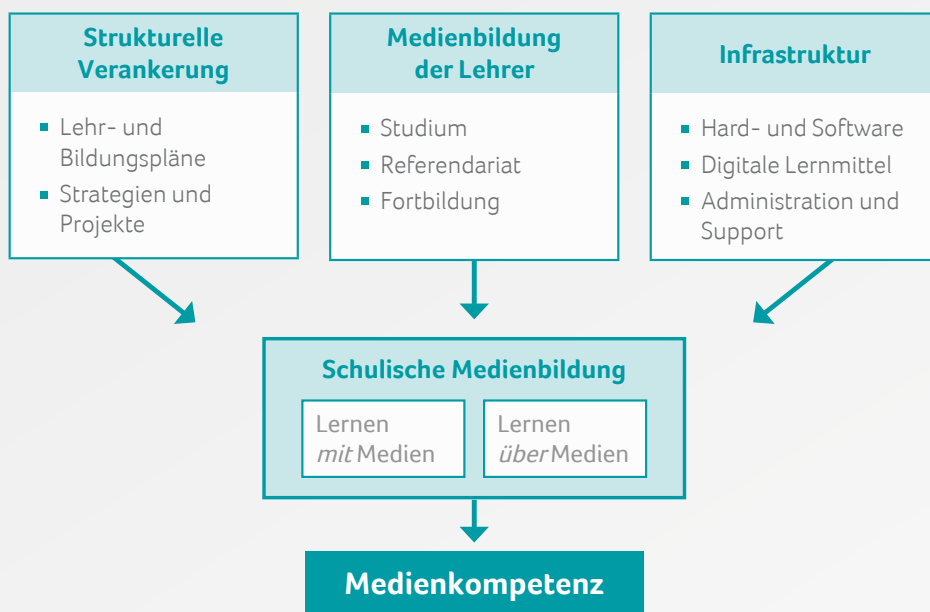 Strukturelle
Verankerung
Lehr- und
Bildungspläne
Strategien und
Projekte
Medienbildung
der Lehrer
Studium
Referendariat
Fortbildung
Infrastruktur
Hard- und Software
Digitale Lernmittel
Administration und
Support
Schulische Medienbildung
Lernen
mit Medien
Lernen
über Medien
Medienkompetenz